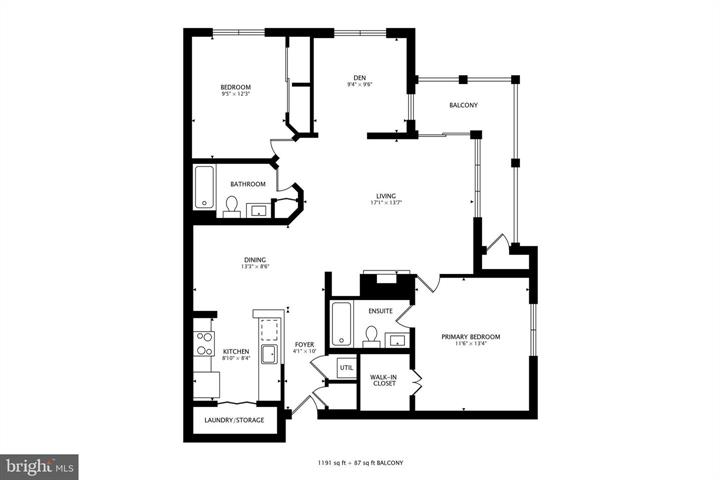 BEDROOM
9'5" × 12'3"
DEN
9'4" × 9'6"
BALCONY
BATHROOM
LIVING
17'1" × 13'7"
DINING
13'3" × 8'6"
ENSUITE
PRIMARY BEDROOM
11'6" × 13'4"
KITCHEN
8'10" × 8'4"
FOYER
4'1" × 10'
UTIL
WALK-IN
CLOSET
LAUNDRY/STORAGE
1191 sq ft + 87 sq ft BALCONY
bright MLS